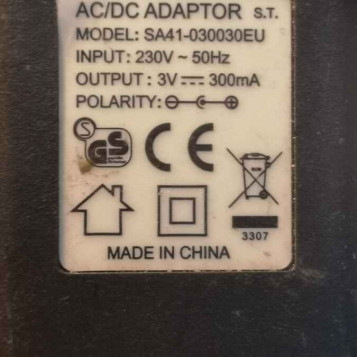 AC/DC ADAPTOR S.T.
MODEL: SA41-030030EU
INPUT: 230V ~ 50Hz
OUTPUT : 3V ⎓ 300mA
POLARITY:
S
GS
CE
3307
MADE IN CHINA